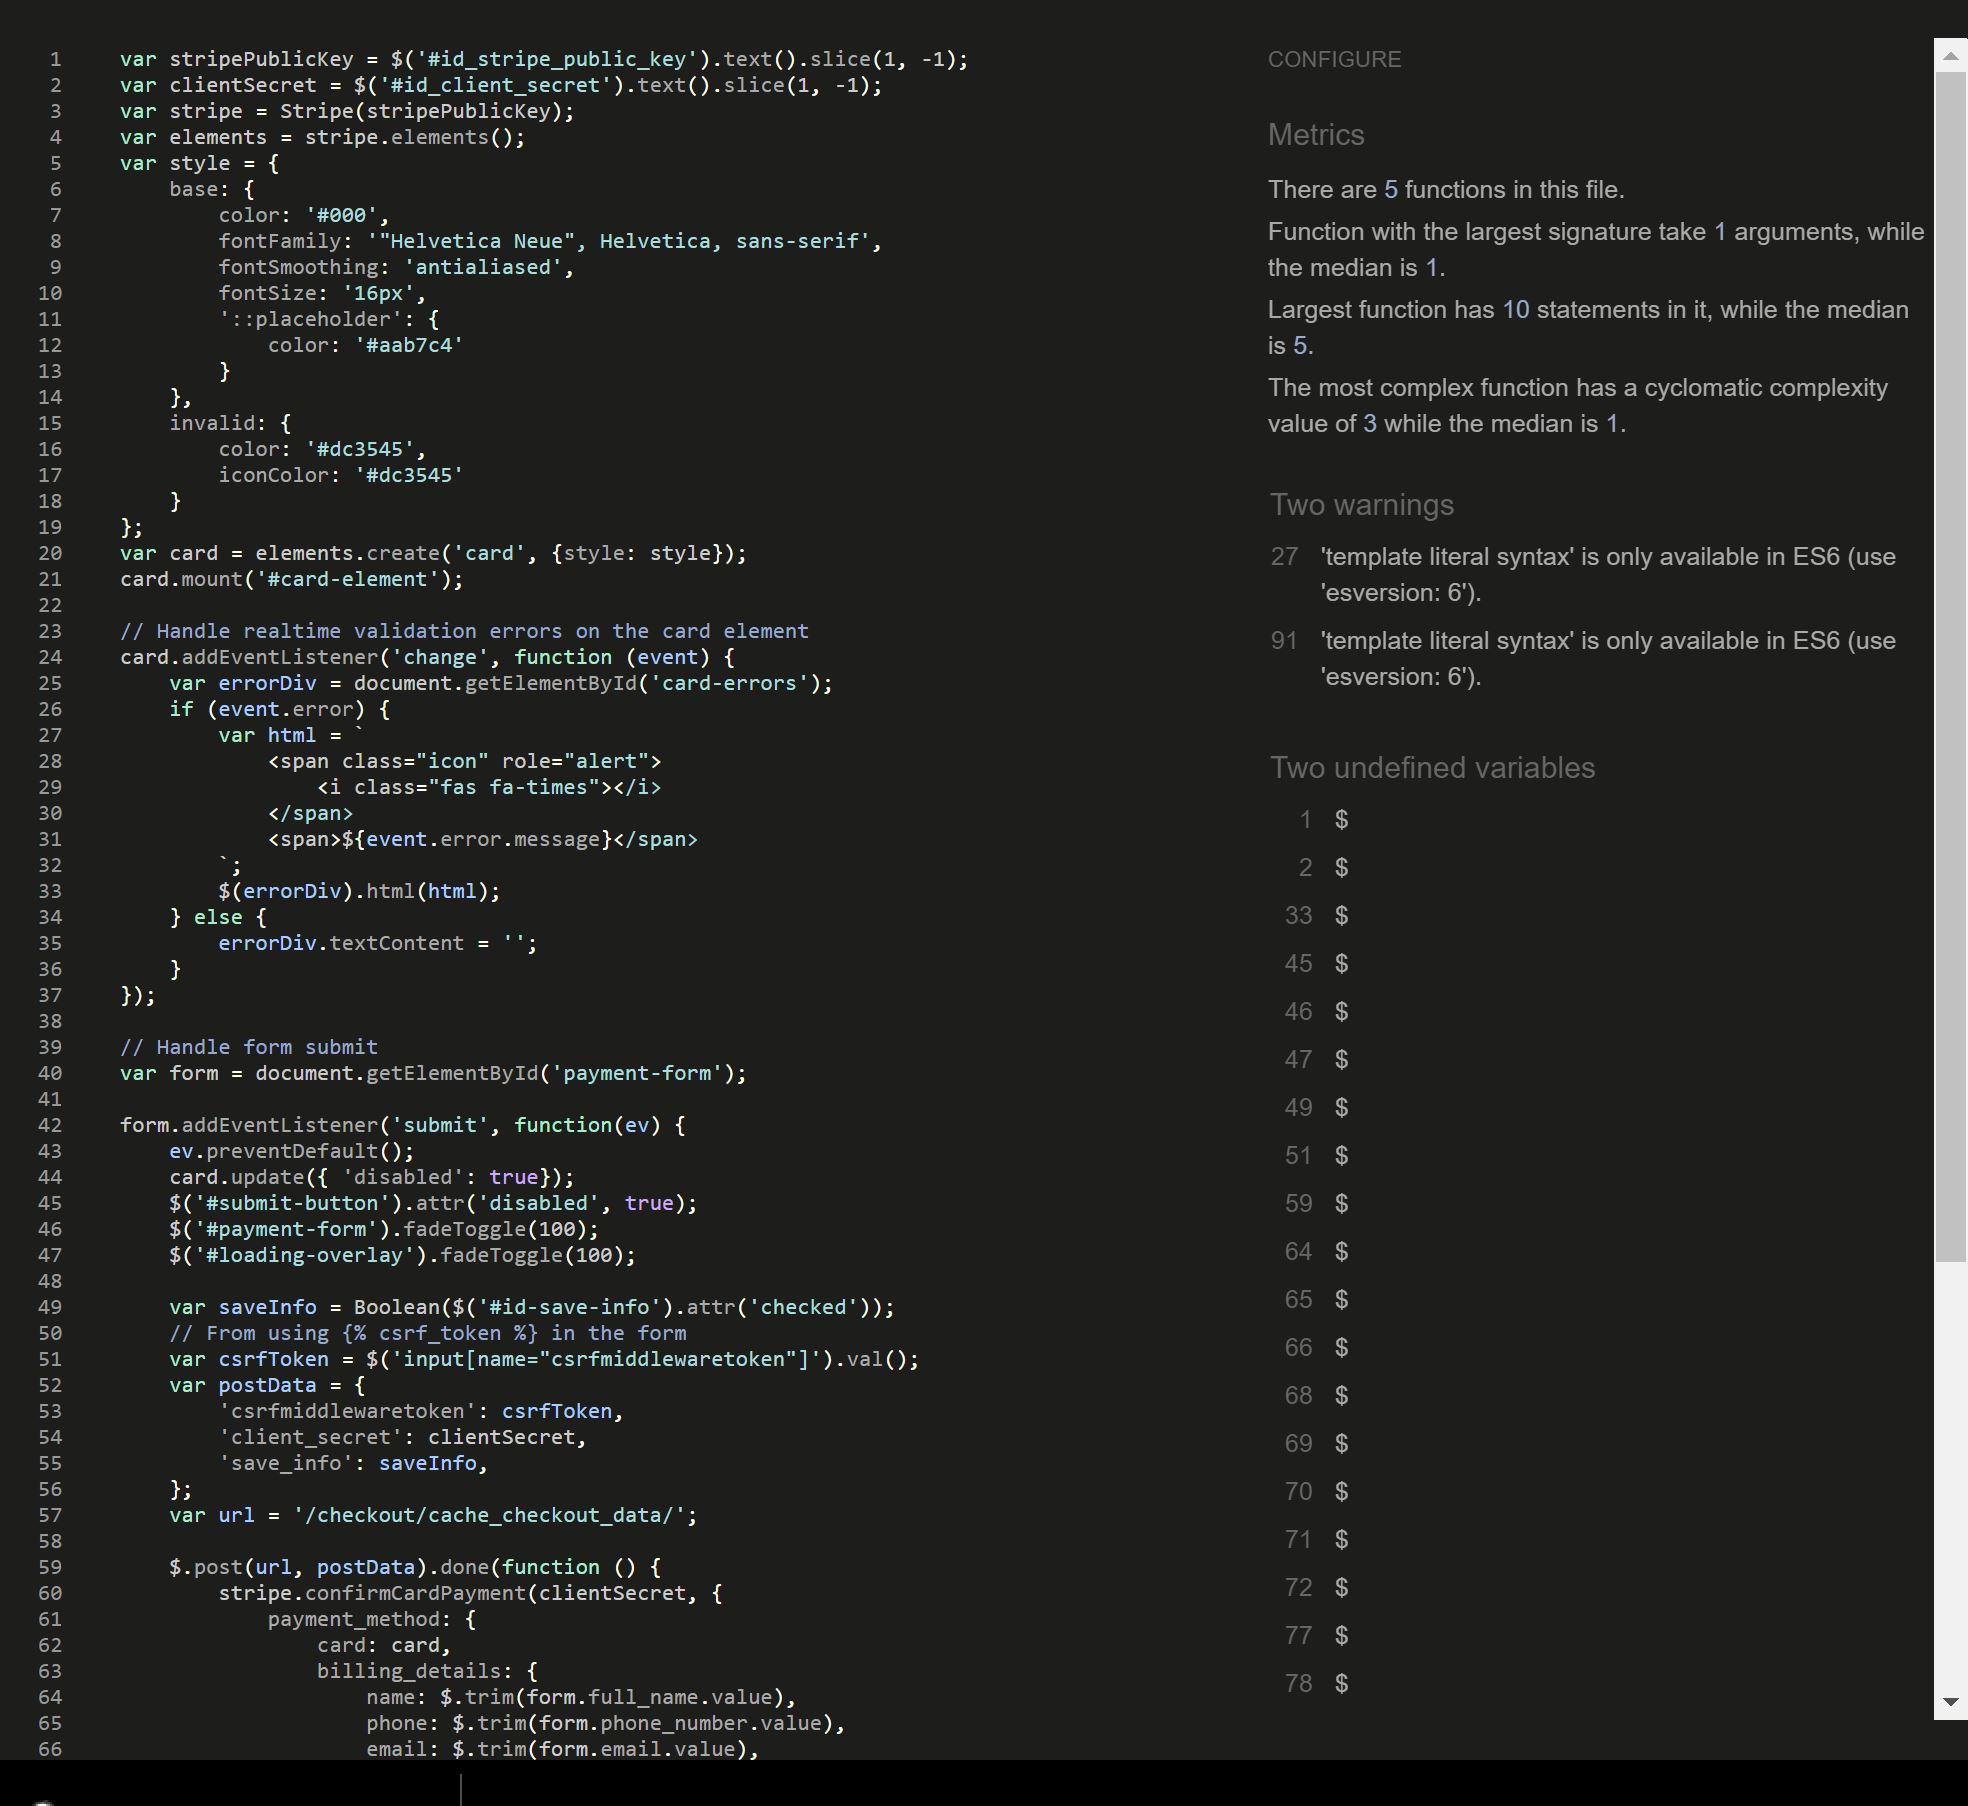 1 var stripePublicKey = $('#id_stripe_public_key').text().slice(1, -1);
2 var clientSecret = $('#id_client_secret').text().slice(1, -1);
3 var stripe = Stripe(stripePublicKey);
4 var elements = stripe.elements();
5 var style = {
6     base: {
7         color: '#000',
8         fontFamily: '"Helvetica Neue", Helvetica, sans-serif',
9         fontSmoothing: 'antialiased',
10         fontSize: '16px',
11         '::placeholder': {
12             color: '#aab7c4'
13         }
14     },
15     invalid: {
16         color: '#dc3545',
17         iconColor: '#dc3545'
18     }
19 };
20 var card = elements.create('card', {style: style});
21 card.mount('#card-element');
22
23 // Handle realtime validation errors on the card element
24 card.addEventListener('change', function (event) {
25     var errorDiv = document.getElementById('card-errors');
26     if (event.error) {
27         var html = `
28             <span class="icon" role="alert">
29                 <i class="fas fa-times"></i>
30             </span>
31             <span>${event.error.message}</span>
32         `;
33         $(errorDiv).html(html);
34     } else {
35         errorDiv.textContent = '';
36     }
37 });
38
39 // Handle form submit
40 var form = document.getElementById('payment-form');
41
42 form.addEventListener('submit', function(ev) {
43     ev.preventDefault();
44     card.update({ 'disabled': true});
45     $('#submit-button').attr('disabled', true);
46     $('#payment-form').fadeToggle(100);
47     $('#loading-overlay').fadeToggle(100);
48
49     var saveInfo = Boolean($('#id-save-info').attr('checked'));
50     // From using {% csrf_token %} in the form
51     var csrfToken = $('input[name="csrfmiddlewaretoken"]').val();
52     var postData = {
53         'csrfmiddlewaretoken': csrfToken,
54         'client_secret': clientSecret,
55         'save_info': saveInfo,
56     };
57     var url = '/checkout/cache_checkout_data/';
58
59     $.post(url, postData).done(function () {
60         stripe.confirmCardPayment(clientSecret, {
61             payment_method: {
62                 card: card,
63                 billing_details: {
64                     name: $.trim(form.full_name.value),
65                     phone: $.trim(form.phone_number.value),
66                     email: $.trim(form.email.value),
CONFIGURE
Metrics
There are 5 functions in this file.
Function with the largest signature take 1 arguments, while
the median is 1.
Largest function has 10 statements in it, while the median
is 5.
The most complex function has a cyclomatic complexity
value of 3 while the median is 1.
Two warnings
27 'template literal syntax' is only available in ES6 (use
'esversion: 6').
91 'template literal syntax' is only available in ES6 (use
'esversion: 6').
Two undefined variables
1 $
2 $
33 $
45 $
46 $
47 $
49 $
51 $
59 $
64 $
65 $
66 $
68 $
69 $
70 $
71 $
72 $
77 $
78 $